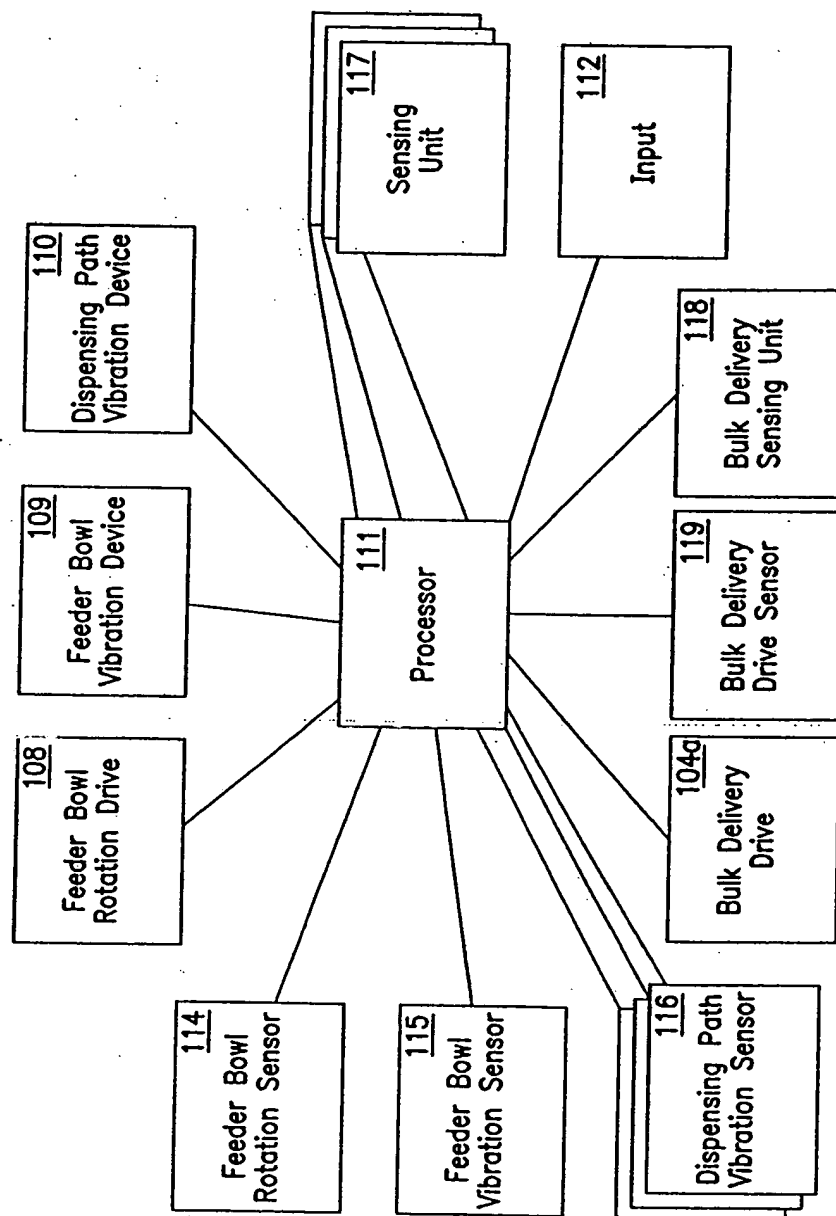 108
Feeder Bowl
Rotation Drive
109
Feeder Bowl
Vibration Device
110
Dispensing Path
Vibration Device
114
Feeder Bowl
Rotation Sensor
111
Processor
117
Sensing
Unit
115
Feeder Bowl
Vibration Sensor
112
Input
116
Dispensing Path
Vibration Sensor
104a
Bulk Delivery
Drive
119
Bulk Delivery
Drive Sensor
118
Bulk Delivery
Sensing Unit